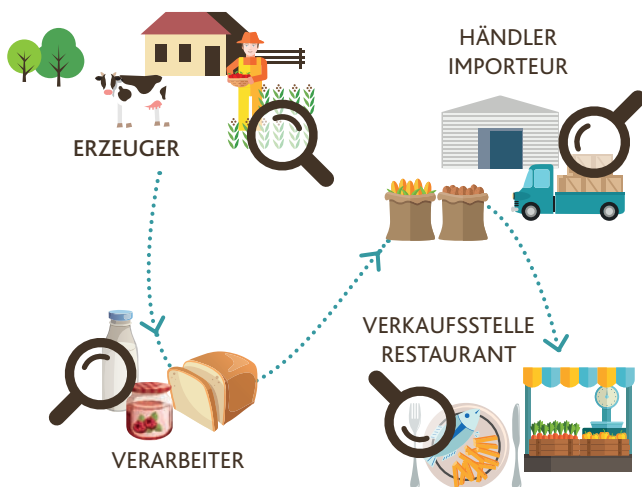 ERZEUGER
VERARBEITER
HÄNDLER
IMPORTEUR
VERKAUFSSTELLE
RESTAURANT